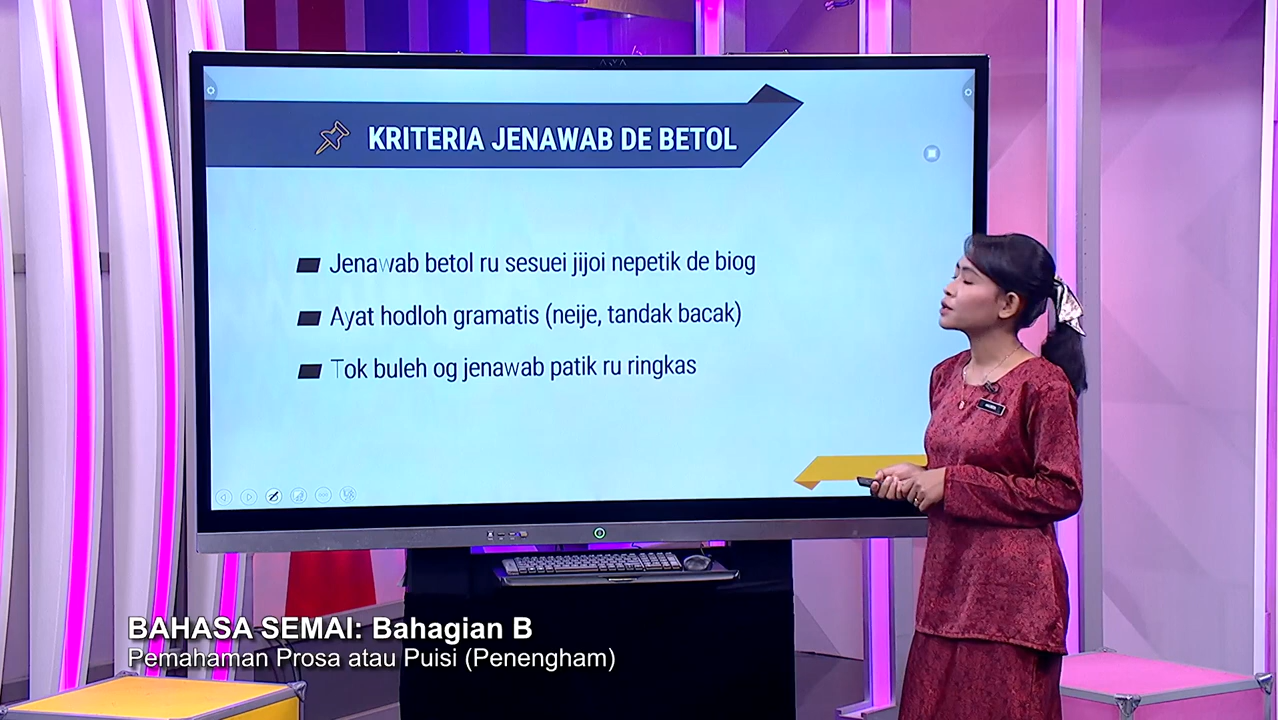 KRITERIA JENAWAB DE BETOL
Jenawab betol ru sesuei jijoi nepetik de biog
Ayat hodloh gramatis (neije, tandak bacak)
Tok buleh og jenawab patik ru ringkas
BAHASA SEMAI: Bahagian B
Pemahaman Prosa atau Puisi (Penengham)